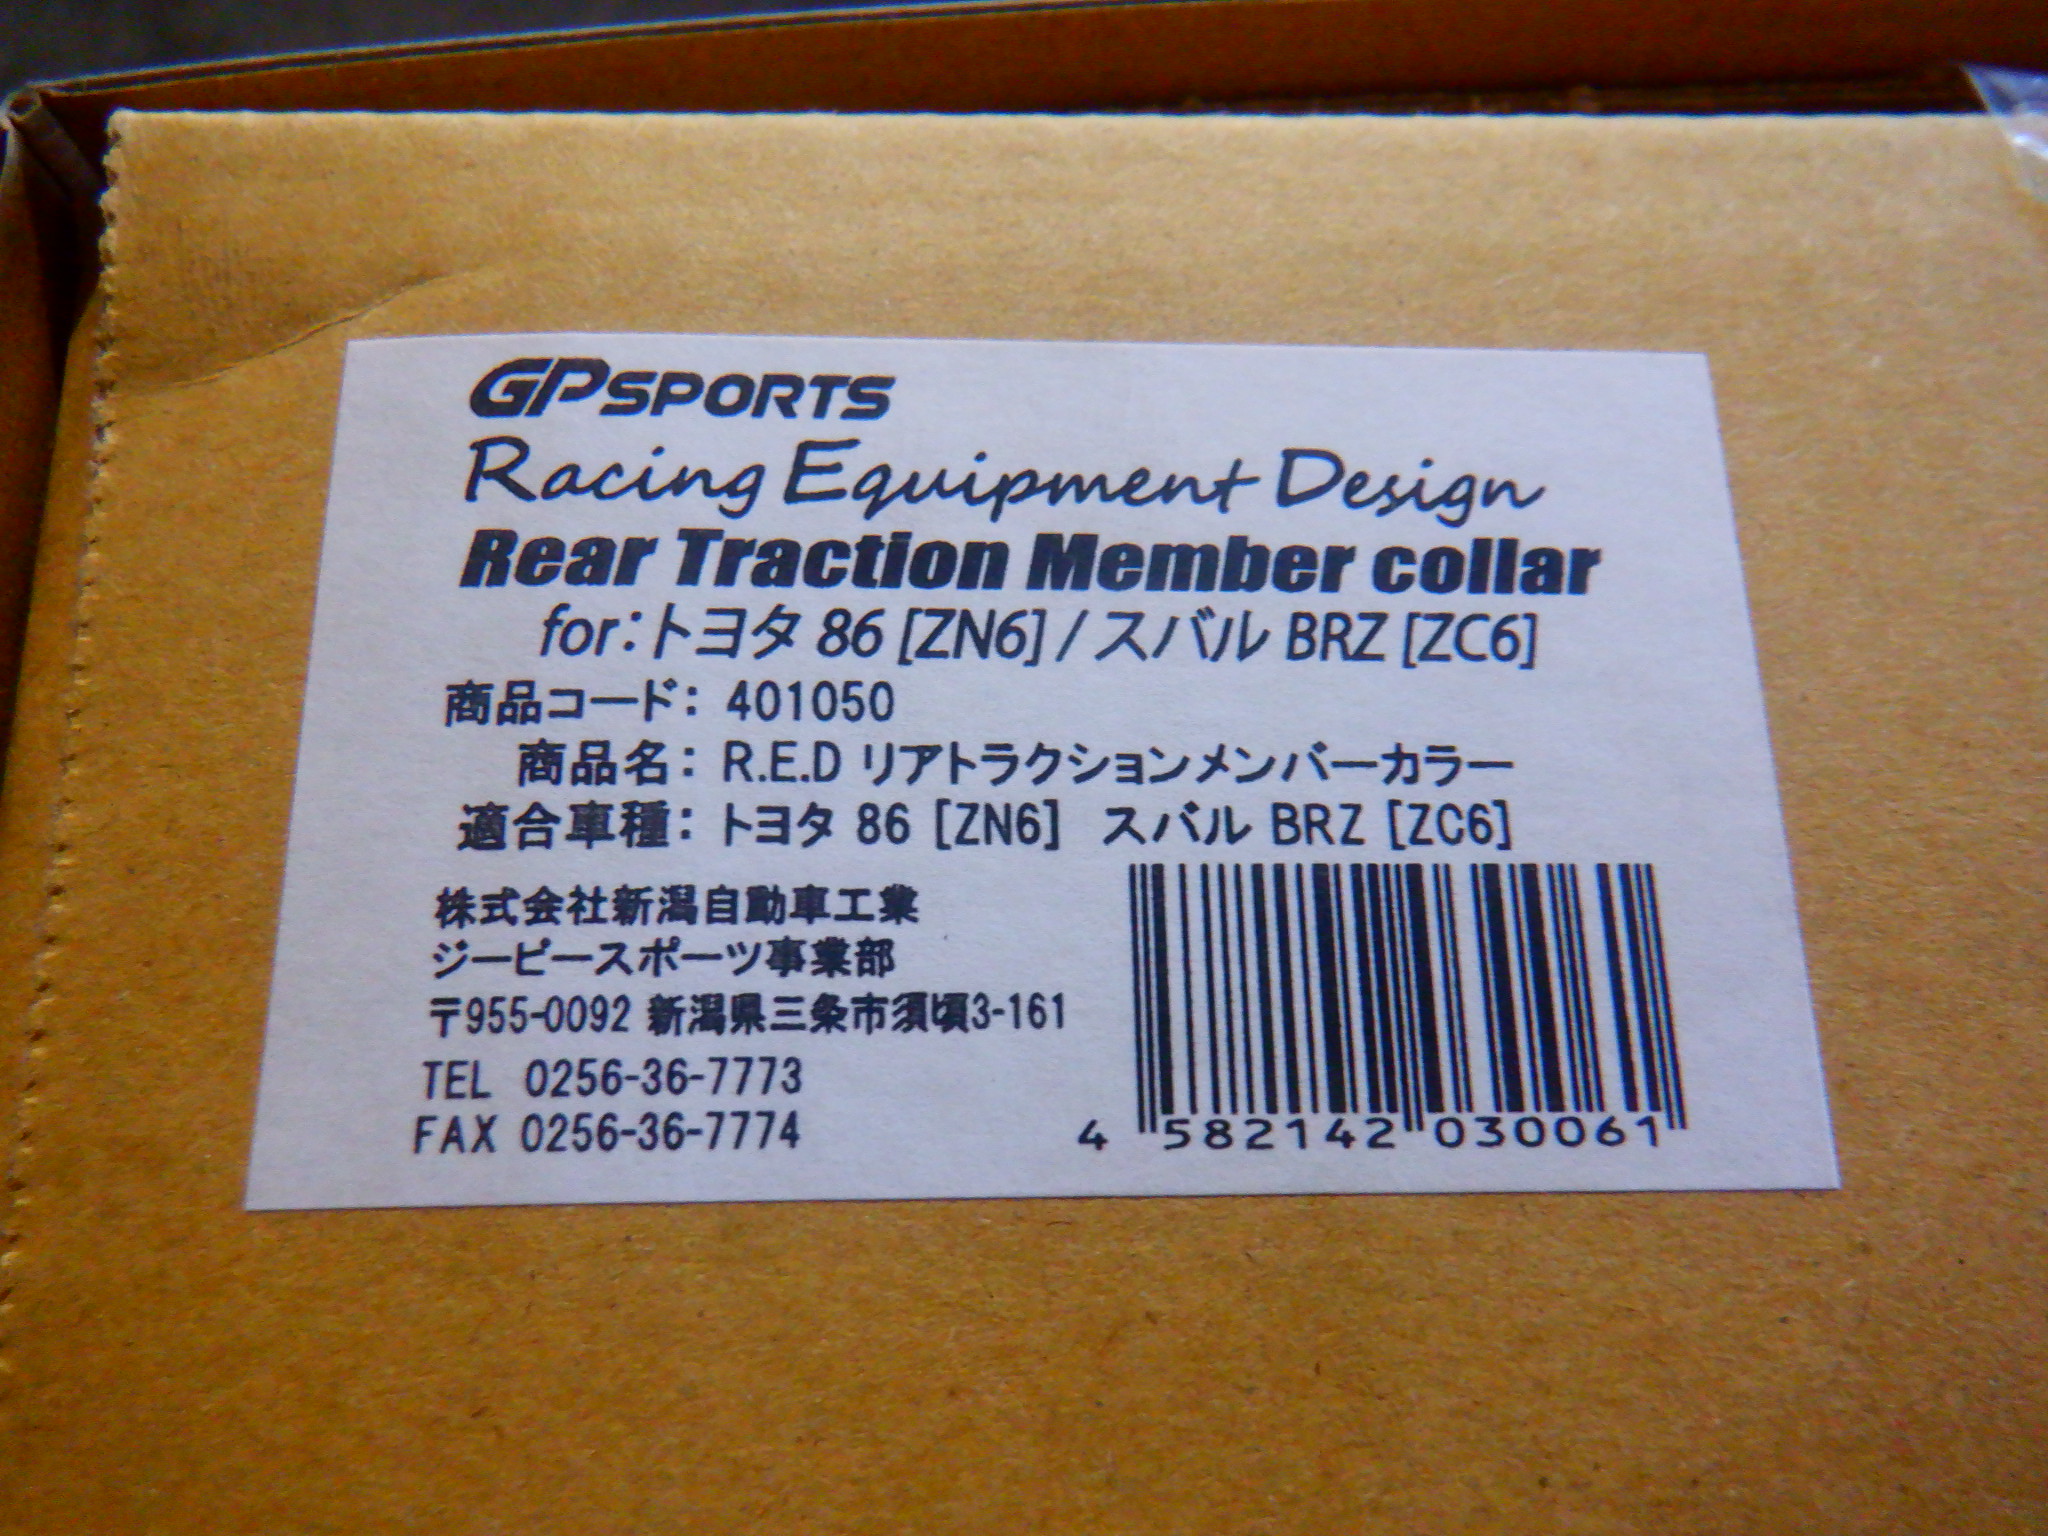 GP SPORTS
Racing Equipment Design
Rear Traction Member collar
for:トヨタ 86 [ZN6] / スバル BRZ [ZC6]
商品コード: 401050
商品名: R.E.D リアトラクションメンバーカラー
適合車種: トヨタ 86 [ZN6] スバル BRZ [ZC6]
株式会社新潟自動車工業
ジーピースポーツ事業部
〒955-0092 新潟県三条市須頃3-161
TEL 0256-36-7773
FAX 0256-36-7774
4 582142 030061